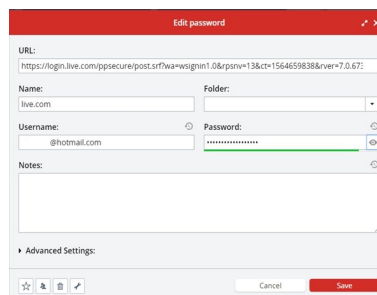 Edit password
URL:
https://login.live.com/ppsecure/post.srf?wa=wsignin1.0&rpsnv=13&ct=1564659838&rver=7.0.673
Name:
Folder:
live.com
Username:
Password:
@hotmail.com
••••••••••••••••••
Notes:
Advanced Settings:
Cancel
Save